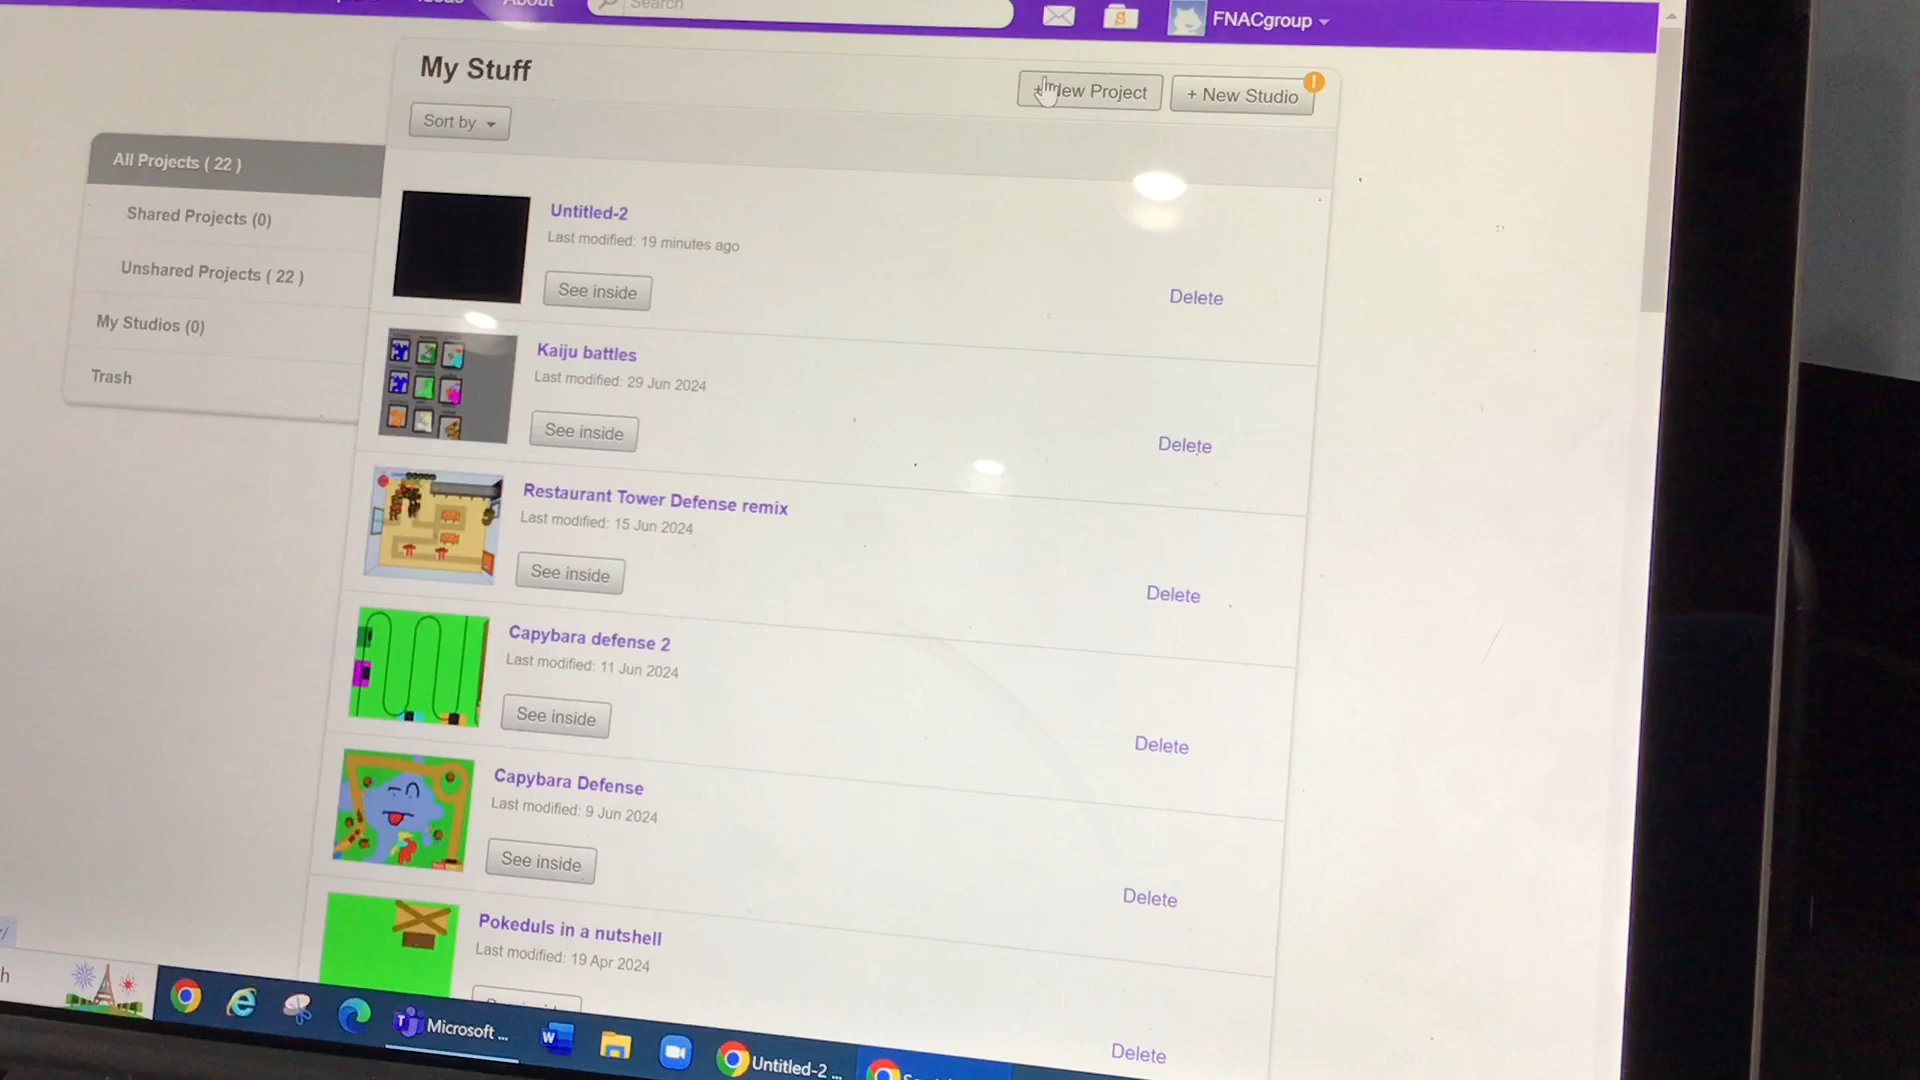 About
Search
FNACgroup
My Stuff
+ New Project
+ New Studio
Sort by
All Projects ( 22 )
Shared Projects (0)
Unshared Projects ( 22 )
My Studios (0)
Trash
Untitled-2
Last modified: 19 minutes ago
See inside
Delete
Kaiju battles
Last modified: 29 Jun 2024
See inside
Delete
Restaurant Tower Defense remix
Last modified: 15 Jun 2024
See inside
Delete
Capybara defense 2
Last modified: 11 Jun 2024
See inside
Delete
Capybara Defense
Last modified: 9 Jun 2024
See inside
Delete
Pokeduls in a nutshell
Last modified: 19 Apr 2024
Delete
Microsoft ...
Untitled-2 ...